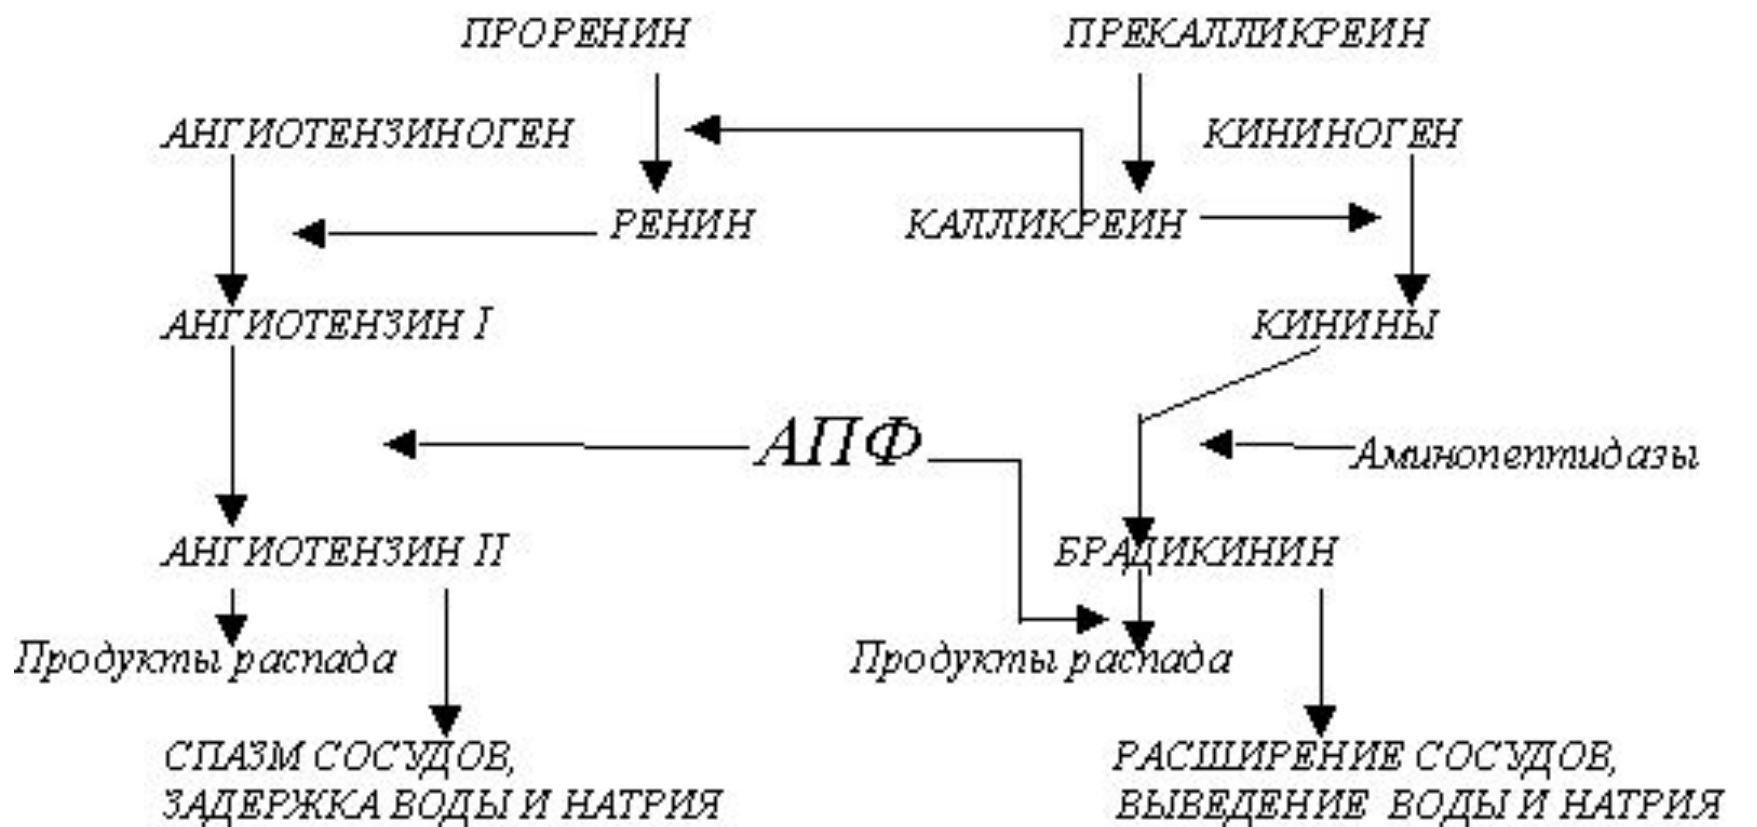 ПРОРЕНИН ПРЕКАЛЛИКРЕИН
АНГИОТЕНЗИНОГЕН КИНИНОГЕН
РЕНИН КАЛЛИКРЕИН
АНГИОТЕНЗИН I КИНИНЫ
АПФ Аминопептидазы
АНГИОТЕНЗИН II БРАДИКИНИН
Продукты распада Продукты распада
СПАЗМ СОСУДОВ,
ЗАДЕРЖКА ВОДЫ И НАТРИЯ
РАСШИРЕНИЕ СОСУДОВ,
ВЫВЕДЕНИЕ ВОДЫ И НАТРИЯ